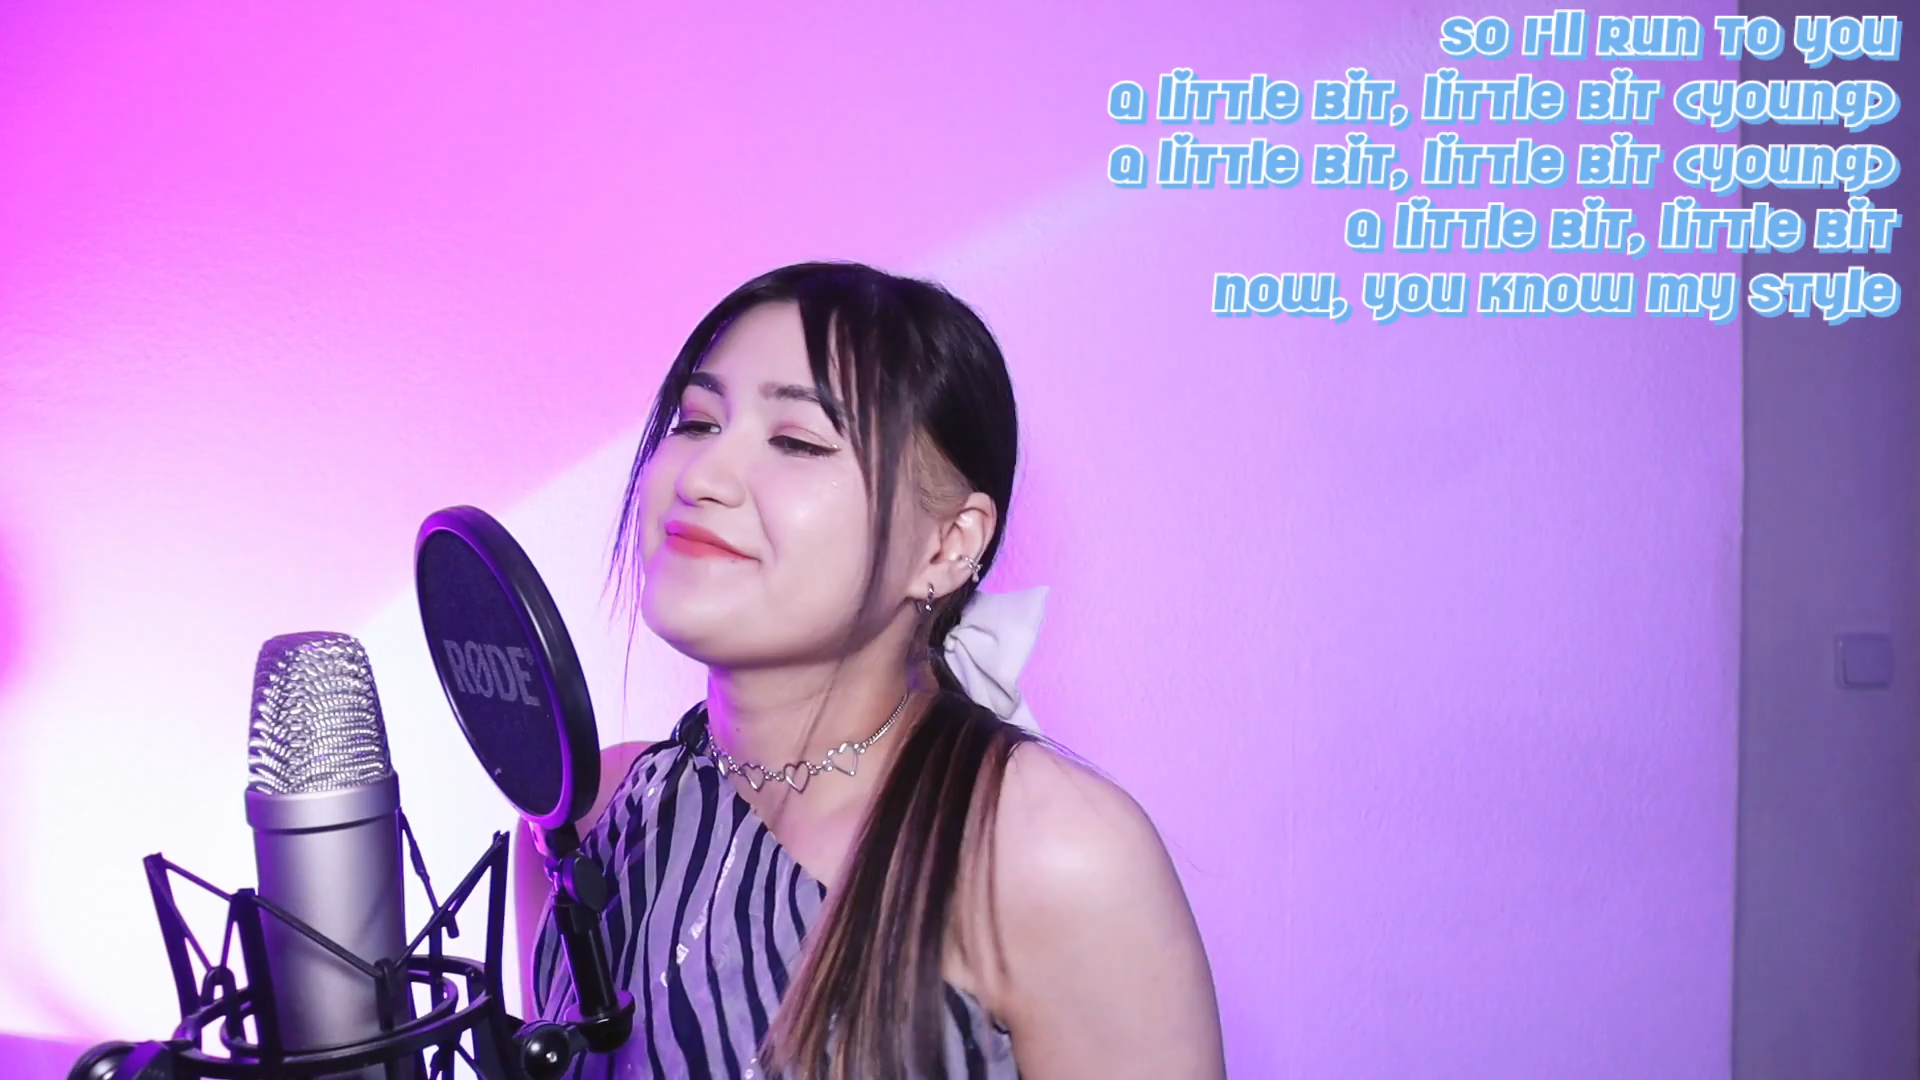 so I'll run to you
a little bit, little bit (young)
a little bit, little bit (young)
a little bit, little bit
now, you know my style
RØDE